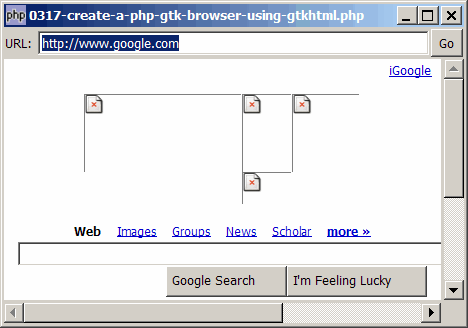 php 0317-create-a-php-gtk-browser-using-gtkhtml.php
URL: http://www.google.com Go
iGoogle
Web Images Groups News Scholar more »
Google Search I'm Feeling Lucky